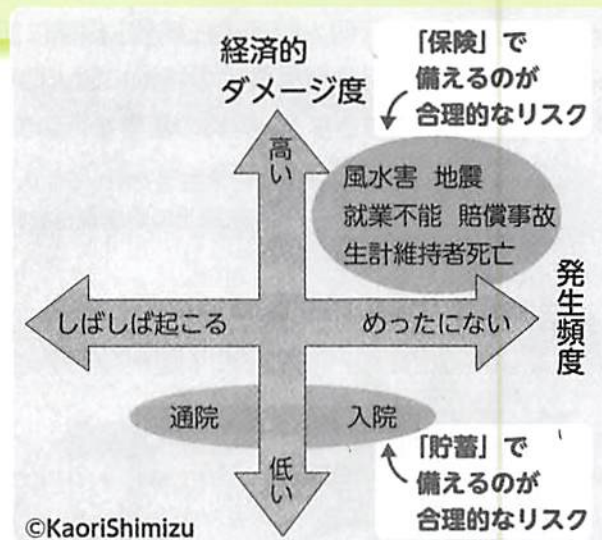 経済的
ダメージ度
「保険」で
備えるのが
合理的なリスク
高い
風水害 地震
就業不能 賠償事故
生計維持者死亡
発生頻度
しばしば起こる
めったにない
通院
入院
低い
「貯蓄」で
備えるのが
合理的なリスク
©KaoriShimizu